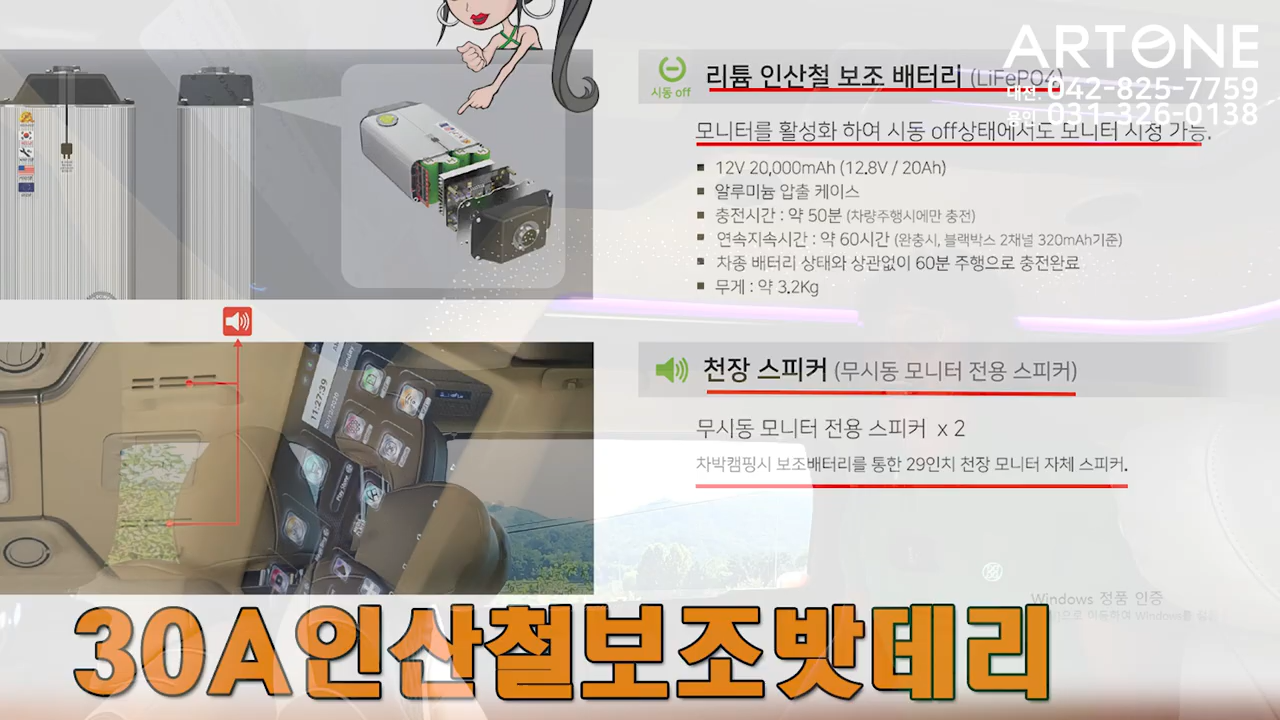 ARTONE
대전. 042-825-7759
용인 031-326-0138
시동 off
리튬 인산철 보조 배터리 (LiFePO4)
모니터를 활성화 하여 시동 off상태에서도 모니터 시청 가능.
12V 20,000mAh (12.8V / 20Ah)
알루미늄 압출 케이스
충전시간 : 약 50분 (차량주행시에만 충전)
연속지속시간 : 약 60시간 (완충시, 블랙박스 2채널 320mAh기준)
차종 배터리 상태와 상관없이 60분 주행으로 충전완료
무게 : 약 3.2Kg
천장 스피커 (무시동 모니터 전용 스피커)
무시동 모니터 전용 스피커 x 2
차박캠핑시 보조배터리를 통한 29인치 천장 모니터 자체 스피커.
11:27:39
Windows 정품 인증
30A인산철보조밧데리